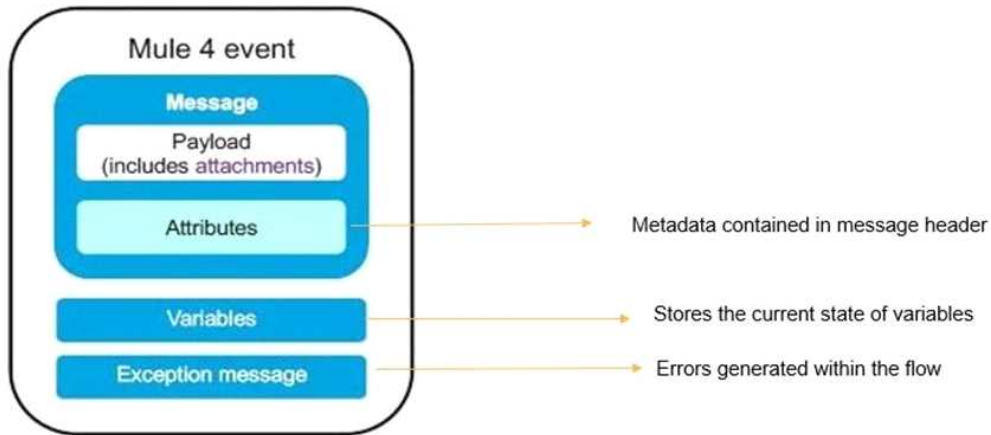 Mule 4 event
Message
Payload
(includes attachments)
Attributes
Metadata contained in message header
Variables
Stores the current state of variables
Exception message
Errors generated within the flow